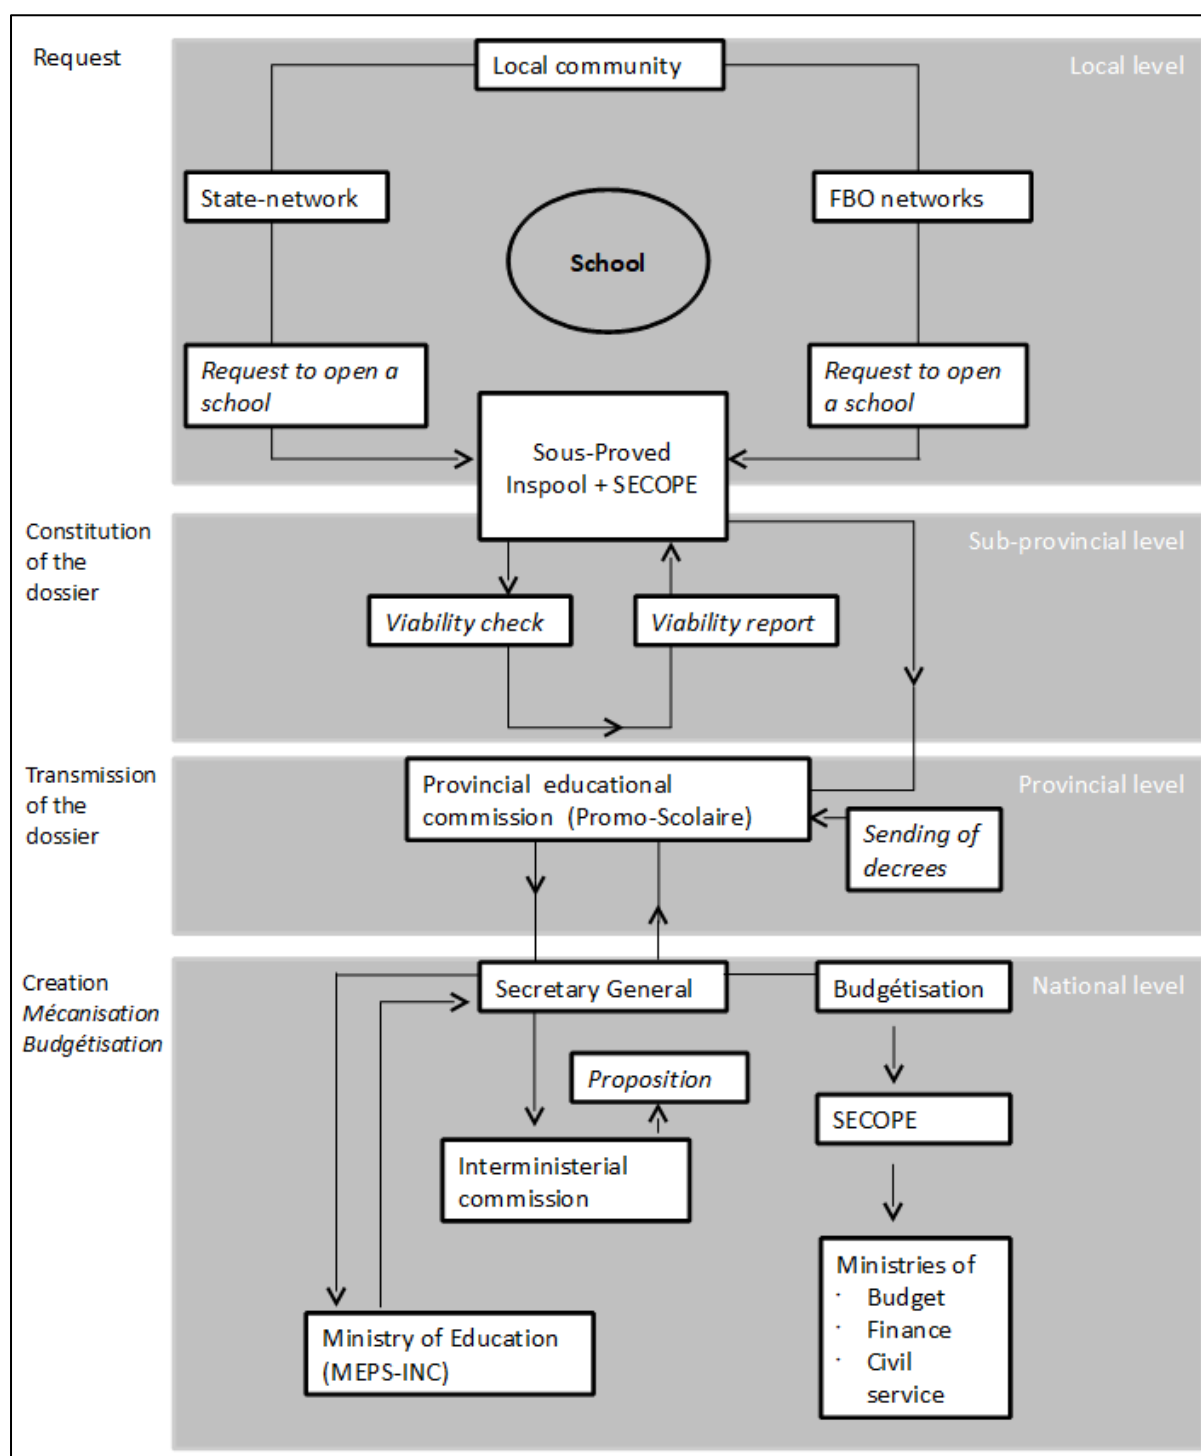 Request
Local community
Local level
State-network
FBO networks
School
Request to open a
school
Request to open
a school
Sous-Proved
Inspool + SECOPE
Constitution
of the
dossier
Sub-provincial level
Viability check
Viability report
Transmission
of the
dossier
Provincial educational
commission (Promo-Scolaire)
Provincial level
Sending of
decrees
Creation
Mécanisation
Budgétisation
Secretary General
Budgétisation
National level
Proposition
SECOPE
Interministerial
commission
Ministries of
· Budget
· Finance
· Civil
service
Ministry of Education
(MEPS-INC)